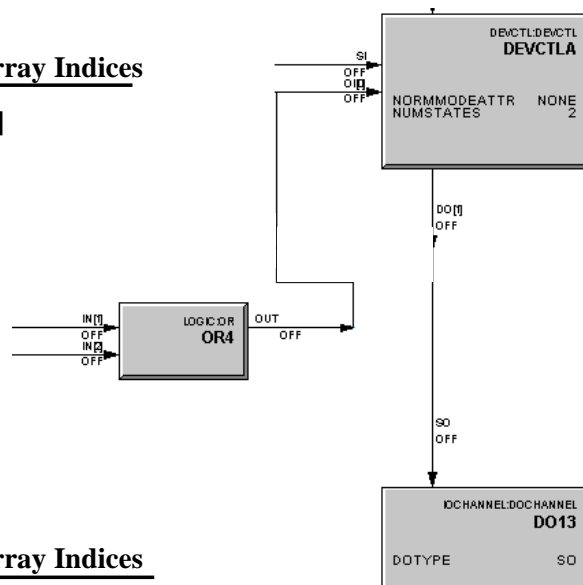 rray Indices
DEVCTL:DEVCTL
DEVCTLA
SI
OFF
OFF
NORMMODEATTR NONE
NUMSTATES 2
DO[1]
OFF
IN[1]
OFF
IN[2]
OFF
LOGIC:OR
OR4
OUT
OFF
SO
OFF
IOCHANNEL:DOCHANNEL
DO13
DOTYPE SO
rray Indices